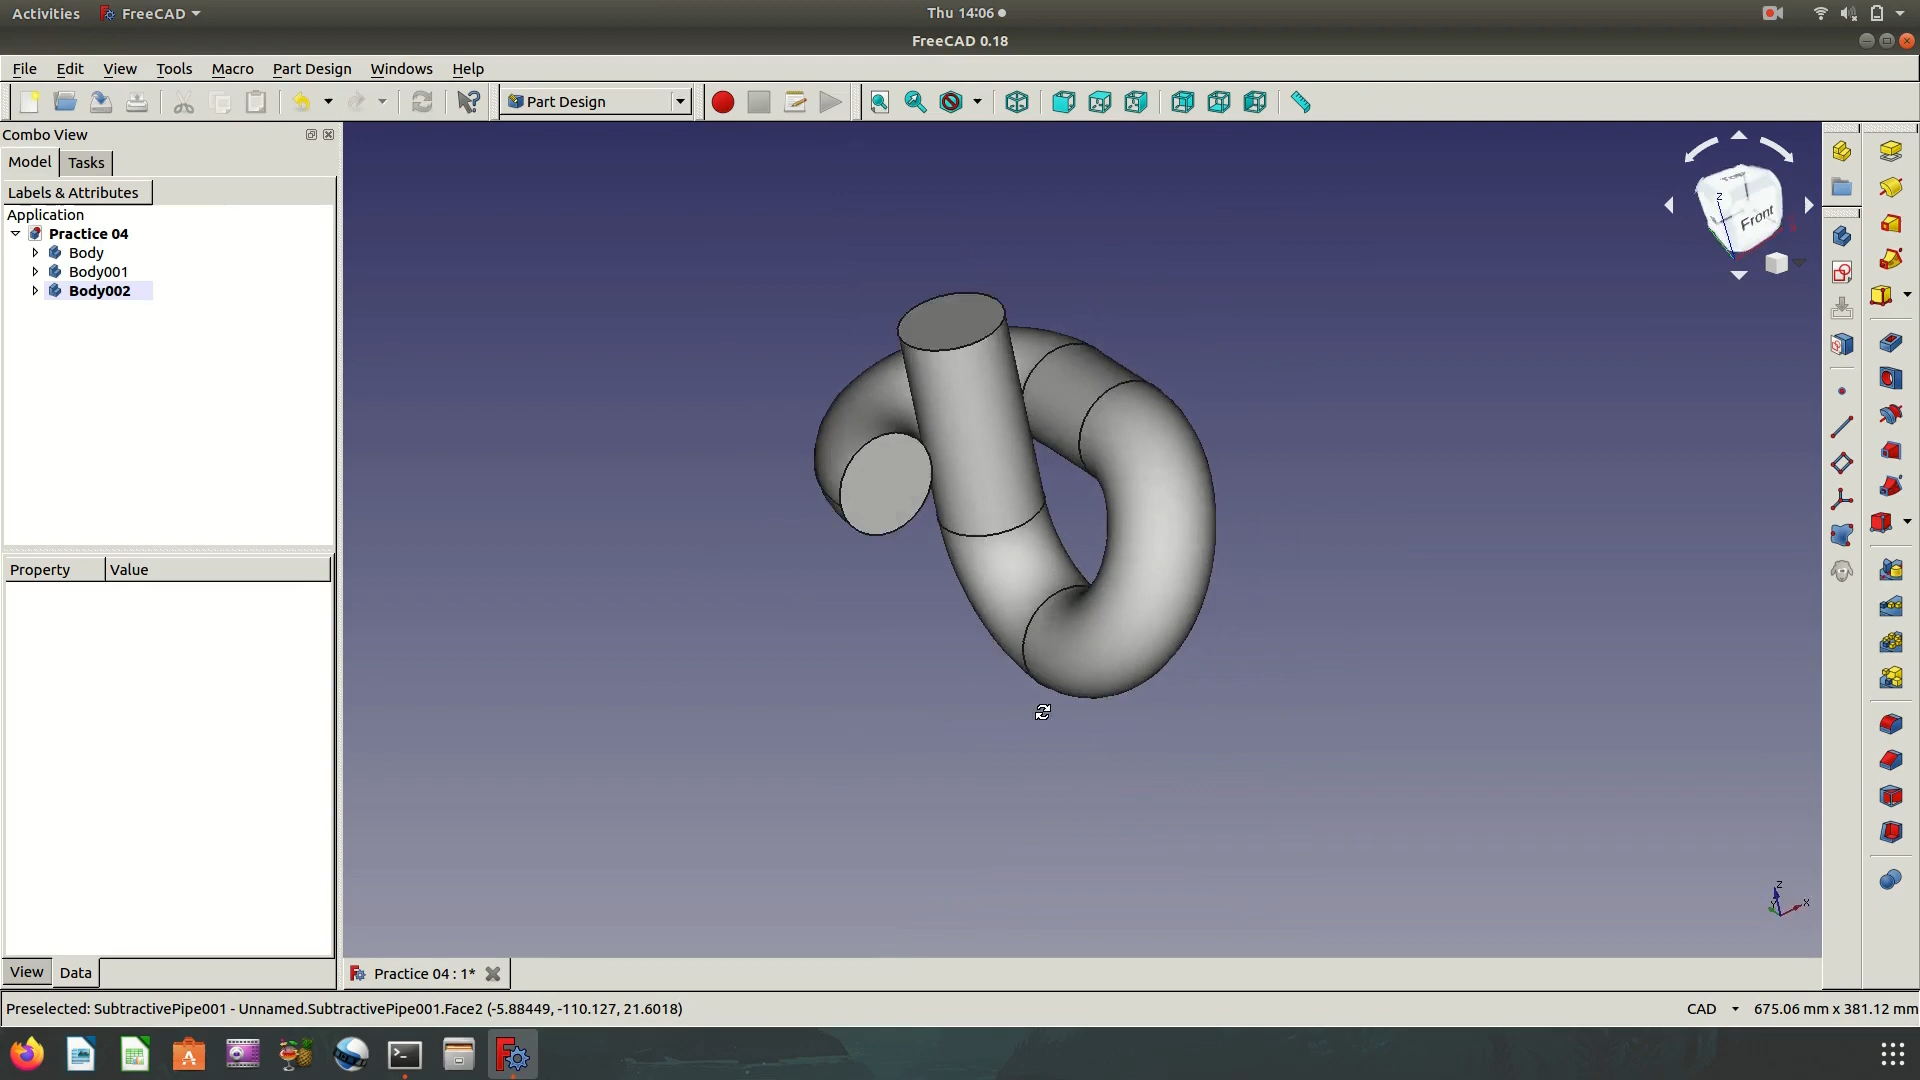 Activities FreeCAD Thu 14:06
FreeCAD 0.18
File Edit View Tools Macro Part Design Windows Help
Part Design
Combo View
Model Tasks
Labels & Attributes
Application
Practice 04
Body
Body001
Body002
Top
Front
Z
Property Value
Z
Y
X
View Data
Practice 04 : 1*
Preselected: SubtractivePipe001 - Unnamed.SubtractivePipe001.Face2 (-5.88449, -110.127, 21.6018) CAD 675.06 mm x 381.12 mm